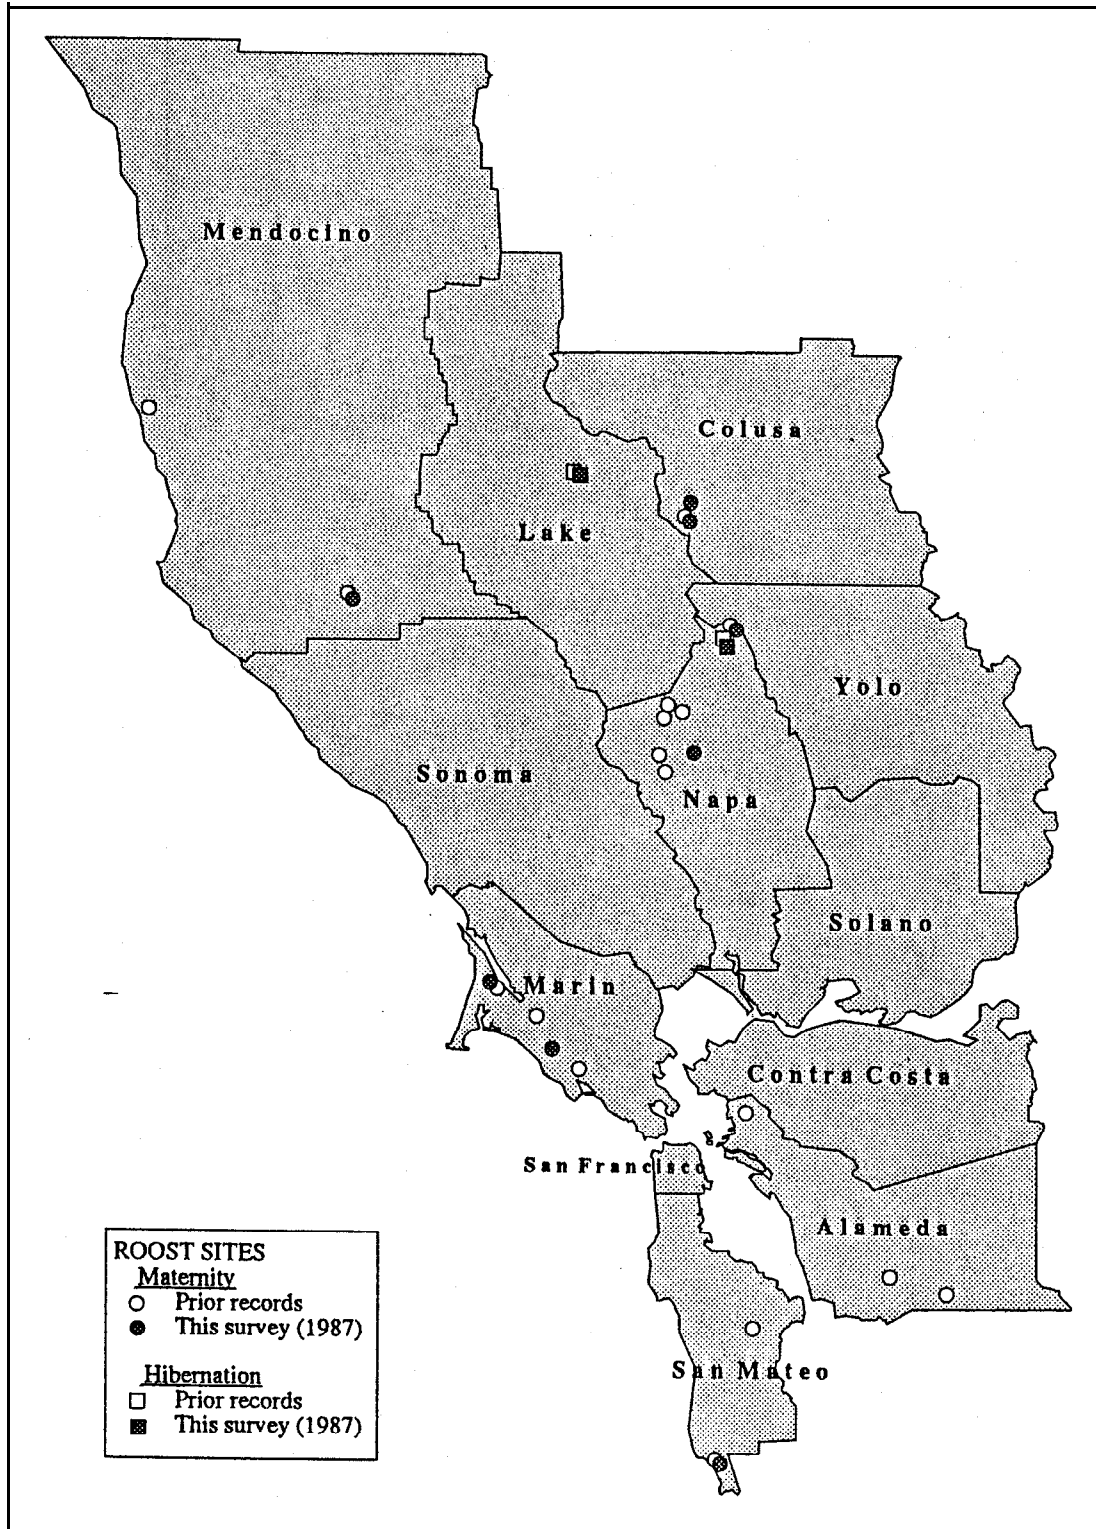 Mendocino
Colusa
Lake
Yolo
Sonoma
Napa
Solano
Marin
Contra Costa
San Francisco
Alameda
San Mateo
ROOST SITES
Maternity
Prior records
This survey (1987)
Hibernation
Prior records
This survey (1987)